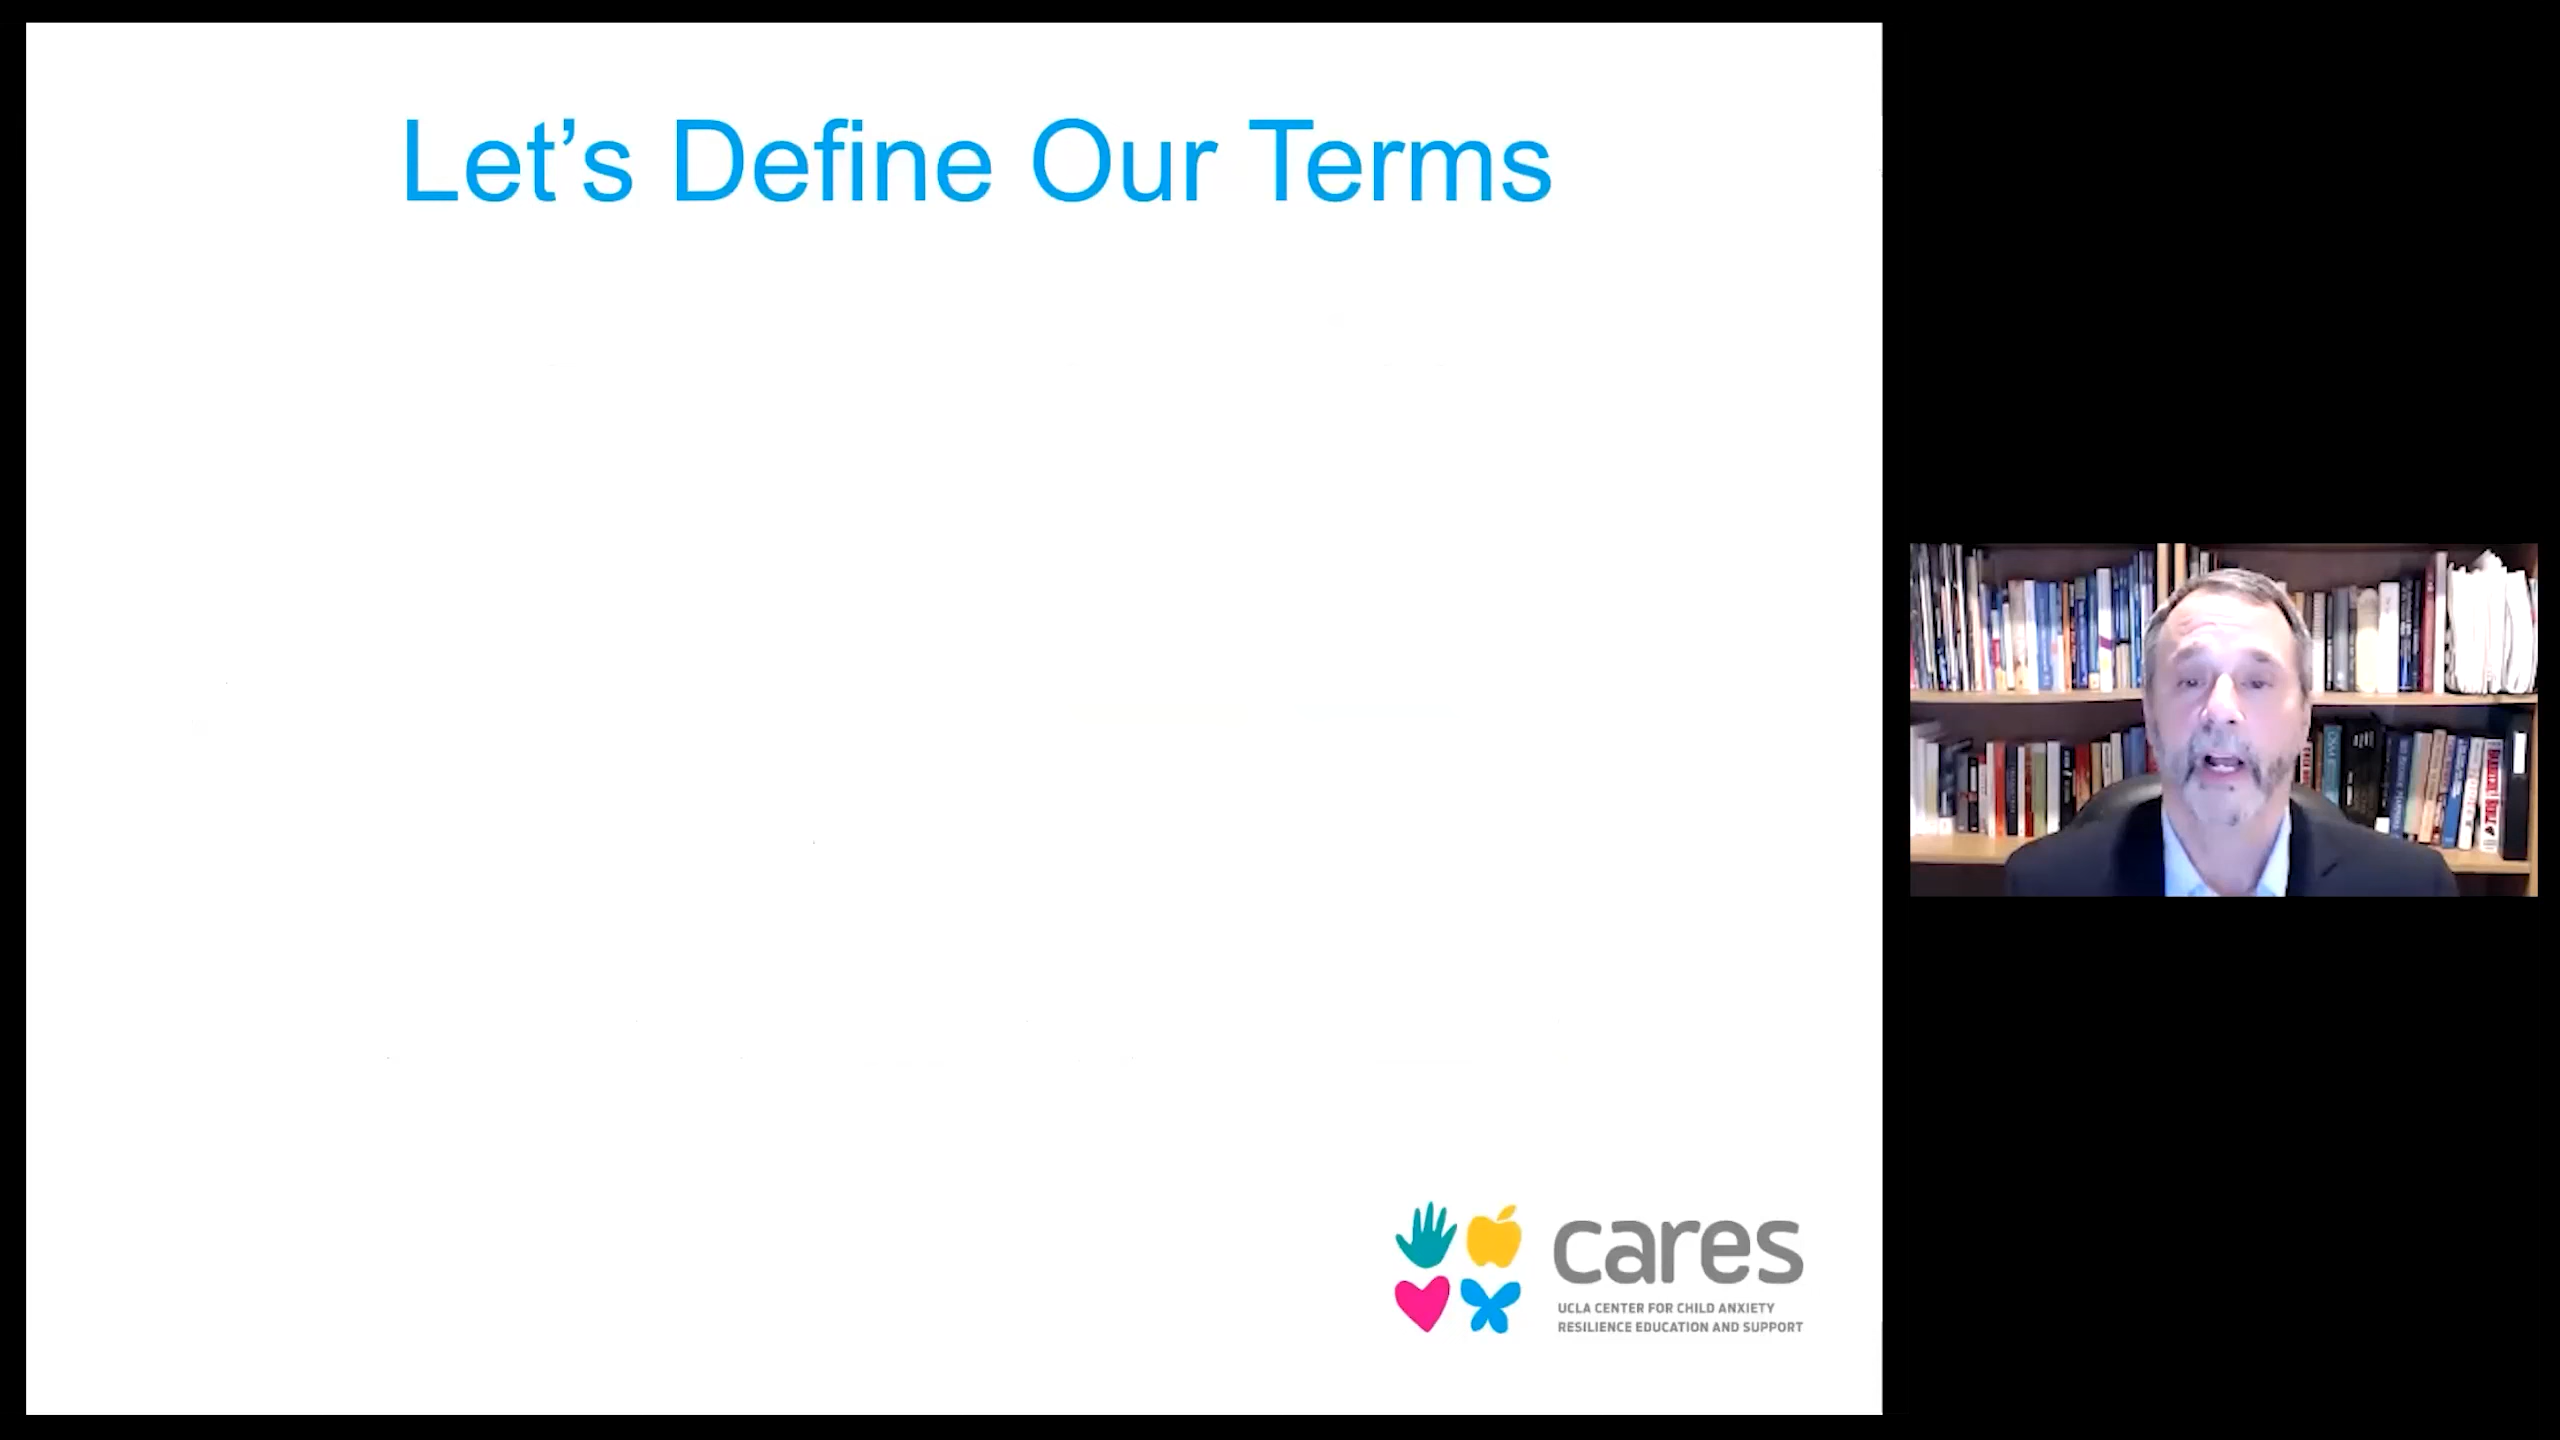 Let’s Define Our Terms
cares
UCLA CENTER FOR CHILD ANXIETY
RESILIENCE EDUCATION AND SUPPORT